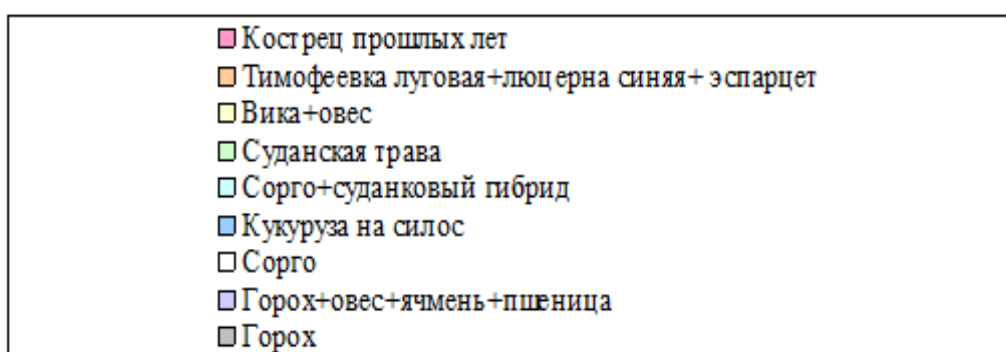 Кострец прошлых лет
Тимофеевка луговая+люцерна синяя+ эспарцет
Вика+овес
Суданская трава
Сорго+суданковый гибрид
Кукуруза на силос
Сорго
Горох+овес+ячмень+пшеница
Горох